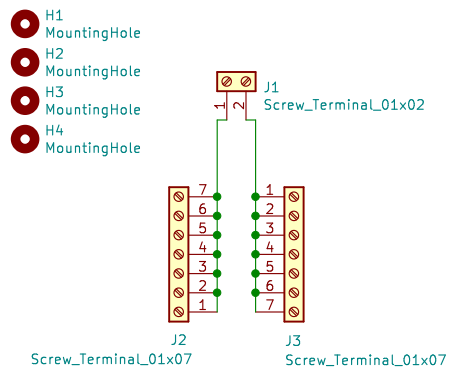 H1
MountingHole
H2
MountingHole
H3
MountingHole
H4
MountingHole
J1
Screw_Terminal_01x02
1
2
7
6
5
4
3
2
1
J2
Screw_Terminal_01x07
1
2
3
4
5
6
7
J3
Screw_Terminal_01x07